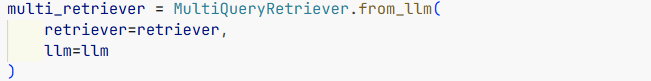 multi_retriever = MultiQueryRetriever.from_llm(
    retriever=retriever,
    llm=llm
)